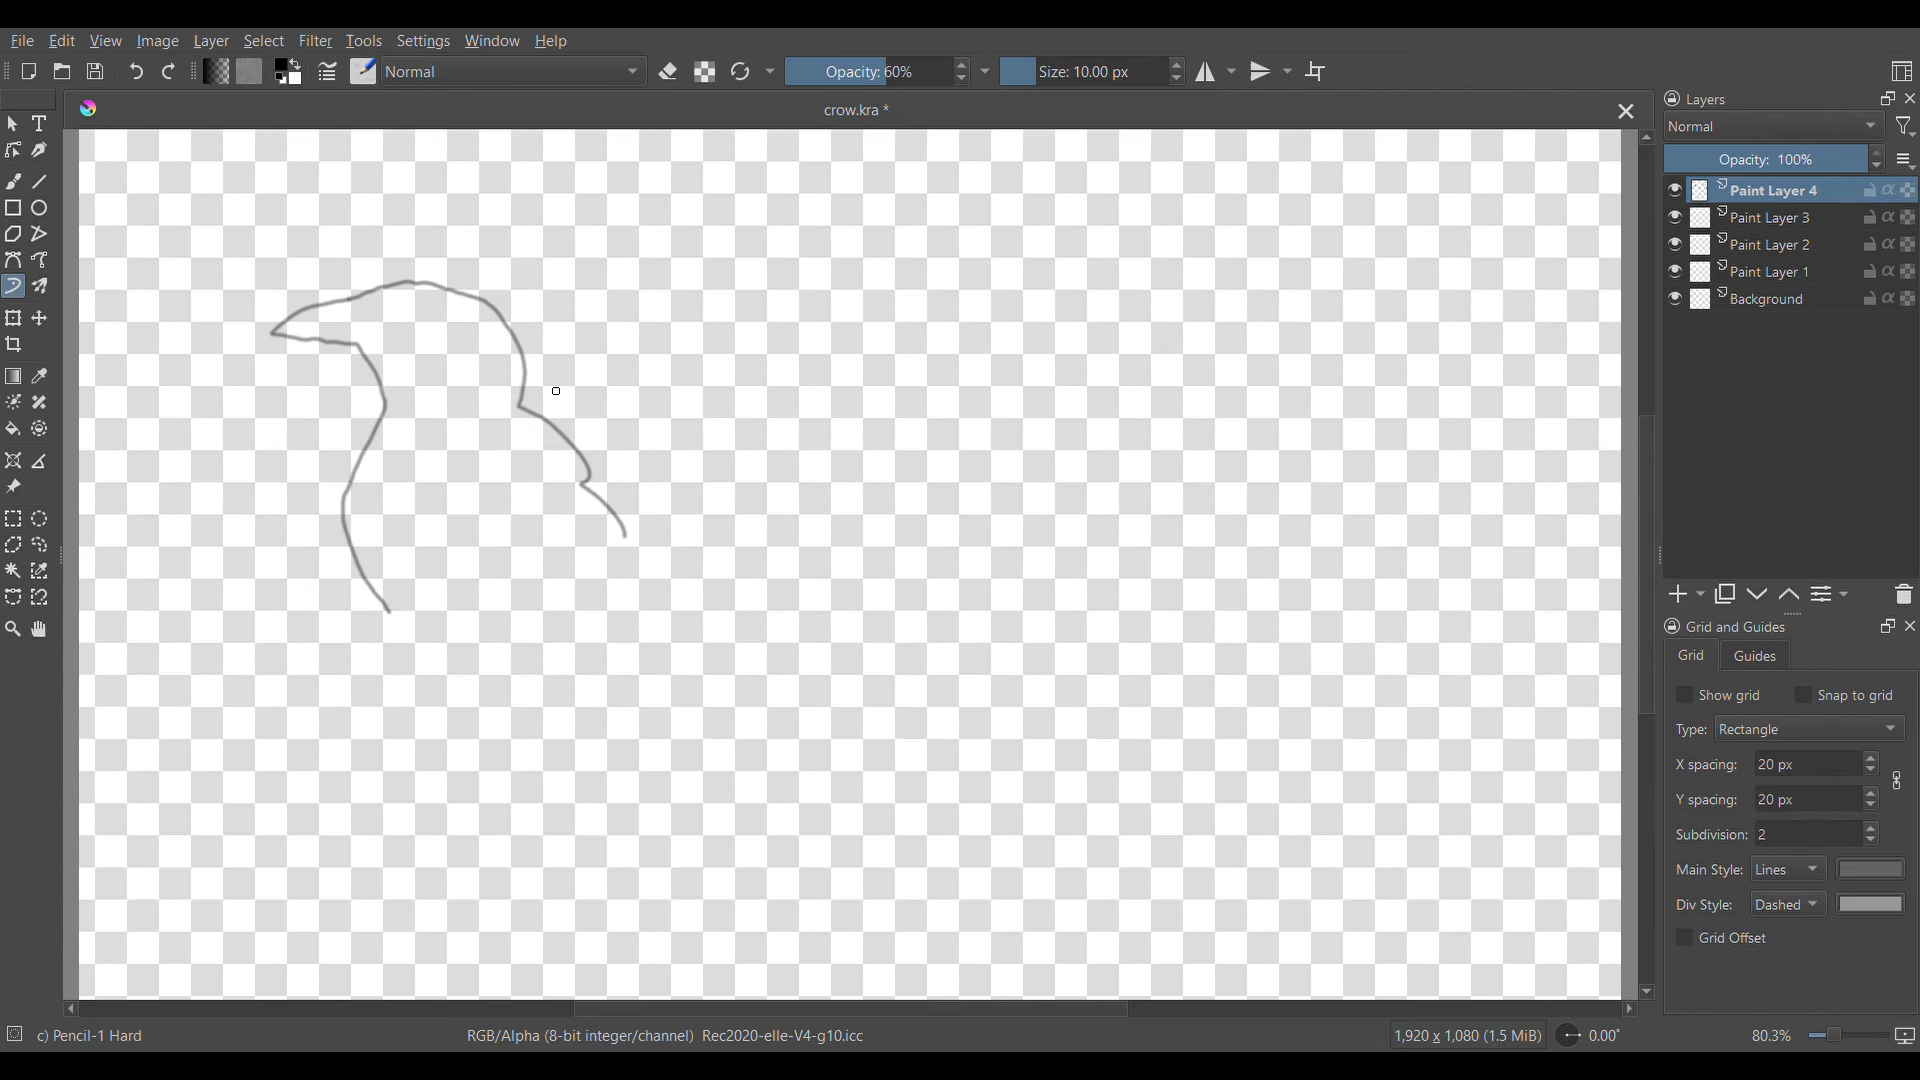 File Edit View Image Layer Select Filter Tools Settings Window Help
Normal Opacity: 60% Size: 10.00 px
crow.kra *
Layers
Normal
Opacity: 100%
Paint Layer 4
Paint Layer 3
Paint Layer 2
Paint Layer 1
Background
Grid and Guides
Grid Guides
Show grid Snap to grid
Type: Rectangle
X spacing: 20 px
Y spacing: 20 px
Subdivision: 2
Main Style: Lines
Div Style: Dashed
Grid Offset
c) Pencil-1 Hard RGB/Alpha (8-bit integer/channel) Rec2020-elle-V4-g10.icc 1,920 x 1,080 (1.5 MiB) 0.00° 80.3%